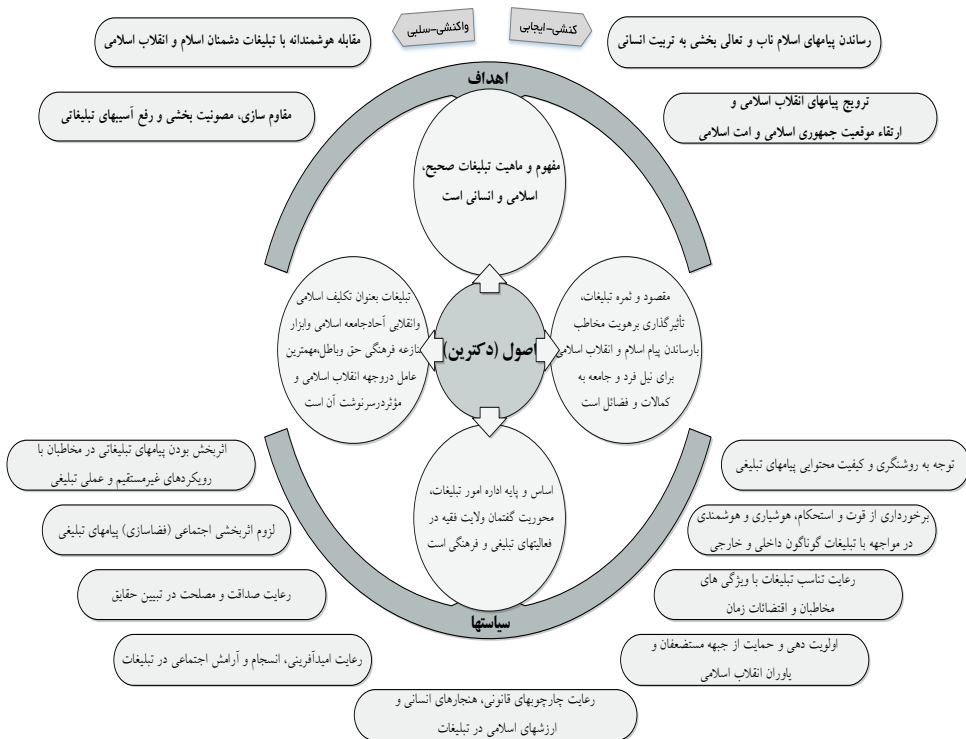 کنشی-ایجابی
واکنشی-سلبی
رساندن پیامهای اسلام ناب و تعالی بخشی به تربیت انسانی
مقابله هوشمندانه با تبلیغات دشمنان اسلام و انقلاب اسلامی
اهداف
ترویج پیامهای انقلاب اسلامی و
ارتقاء موقعیت جمهوری اسلامی و امت اسلامی
مقاوم سازی، مصونیت بخشی و رفع آسیبهای تبلیغاتی
مفهوم و ماهیت تبلیغات صحیح،
اسلامی و انسانی است
مقصود و ثمره تبلیغات،
تأثیرگذاری برهویت مخاطب
بارساندن پیام اسلام و انقلاب اسلامی
برای نیل فرد و جامعه به
کمالات و فضائل است
اصول (دکترین)
تبلیغات بعنوان تکلیف اسلامی
وانقلابی آحادجامعه اسلامی وابزار
منازعه فرهنگی حق وباطل،مهمترین
عامل دروجهه انقلاب اسلامی و
مؤثردرسرنوشت آن است
اساس و پایه اداره امور تبلیغات،
محوریت گفتمان ولایت فقیه در
فعالیتهای تبلیغی و فرهنگی است
سیاستها
توجه به روشنگری و کیفیت محتوایی پیامهای تبلیغی
برخورداری از قوت و استحکام، هوشیاری و هوشمندی
در مواجهه با تبلیغات گوناگون داخلی و خارجی
رعایت تناسب تبلیغات با ویژگی های
مخاطبان و اقتضائات زمان
اولویت دهی و حمایت از جبهه مستضعفان و
یاوران انقلاب اسلامی
رعایت چارچوبهای قانونی، هنجارهای انسانی و
ارزشهای اسلامی در تبلیغات
اثربخش بودن پیامهای تبلیغاتی در مخاطبان با
رویکردهای غیرمستقیم و عملی تبلیغی
لزوم اثربخشی اجتماعی (فضاسازی) پیامهای تبلیغی
رعایت صداقت و مصلحت در تبیین حقایق
رعایت امیدآفرینی، انسجام و آرامش اجتماعی در تبلیغات